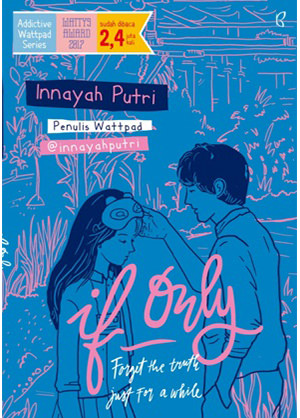 Addictive
Wattpad
Series
WATTYS
AWARD
2017
sudah dibaca
2,4 juta
kali
Innayah Putri
Penulis Wattpad
@innayahputri
if only
Forget the truth
just for a while